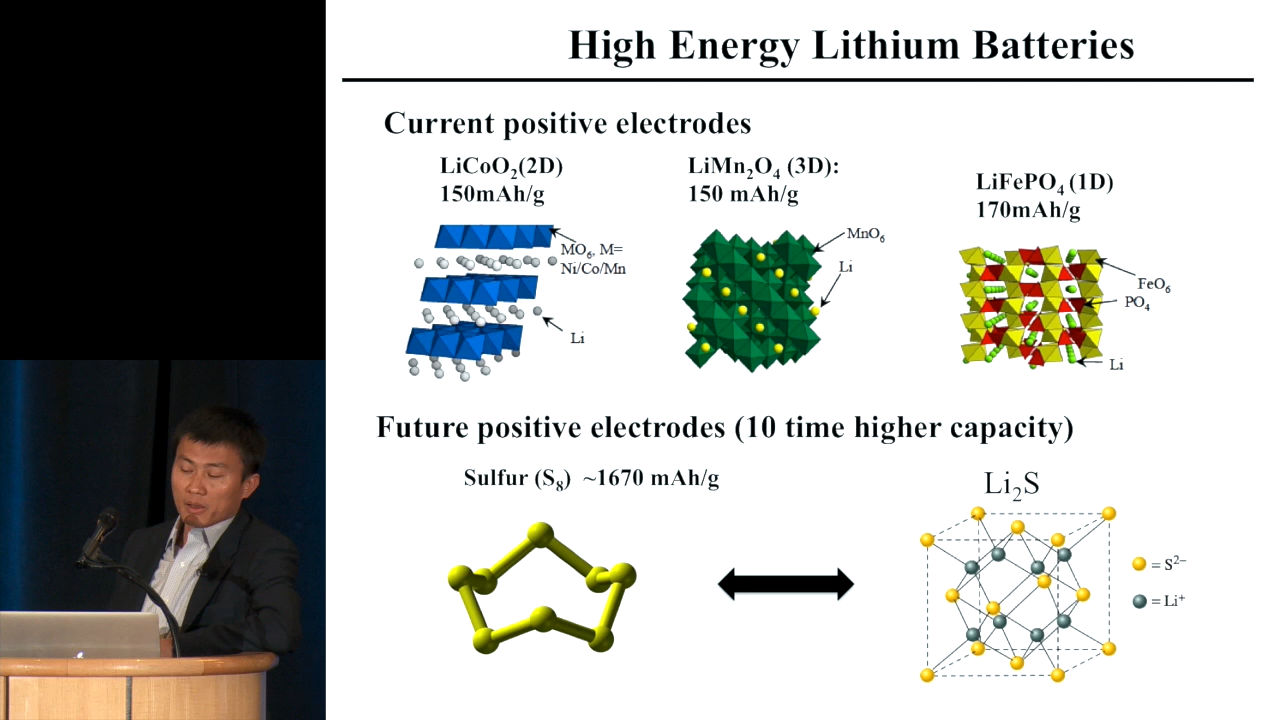 High Energy Lithium Batteries
Current positive electrodes
LiCoO₂(2D)
150mAh/g
LiMn₂O₄ (3D):
150 mAh/g
LiFePO₄ (1D)
170mAh/g
MO₆, M=
Ni/Co/Mn
Li
MnO₆
Li
FeO₆
PO₄
Li
Future positive electrodes (10 time higher capacity)
Sulfur (S₈) ~1670 mAh/g
Li₂S
= S²⁻
= Li⁺